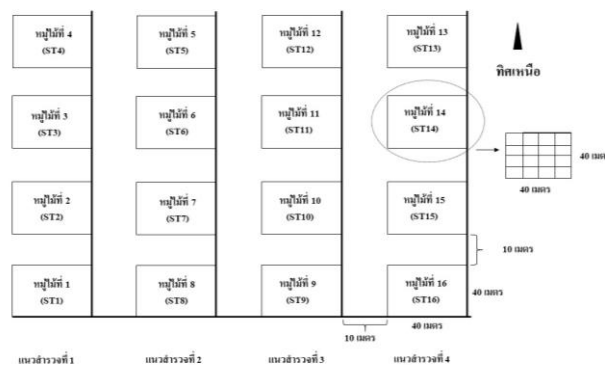 หมู่ไม้ที่ 4
(ST4)
หมู่ไม้ที่ 5
(ST5)
หมู่ไม้ที่ 12
(ST12)
หมู่ไม้ที่ 13
(ST13)
ทิศเหนือ
หมู่ไม้ที่ 3
(ST3)
หมู่ไม้ที่ 6
(ST6)
หมู่ไม้ที่ 11
(ST11)
หมู่ไม้ที่ 14
(ST14)
40 เมตร
40 เมตร
หมู่ไม้ที่ 2
(ST2)
หมู่ไม้ที่ 7
(ST7)
หมู่ไม้ที่ 10
(ST10)
หมู่ไม้ที่ 15
(ST15)
10 เมตร
หมู่ไม้ที่ 1
(ST1)
หมู่ไม้ที่ 8
(ST8)
หมู่ไม้ที่ 9
(ST9)
หมู่ไม้ที่ 16
(ST16)
40 เมตร
40 เมตร
10 เมตร
แนวสำรวจที่ 1
แนวสำรวจที่ 2
แนวสำรวจที่ 3
แนวสำรวจที่ 4